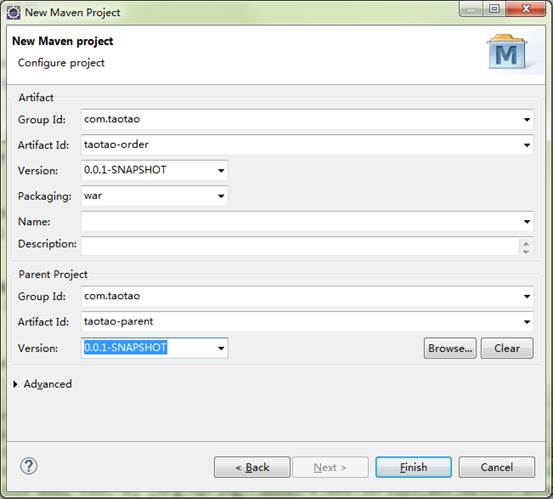 New Maven Project
New Maven project
Configure project
M
Artifact
Group Id: com.taotao
Artifact Id: taotao-order
Version: 0.0.1-SNAPSHOT
Packaging: war
Name:
Description:
Parent Project
Group Id: com.taotao
Artifact Id: taotao-parent
Version: 0.0.1-SNAPSHOT Browse... Clear
Advanced
? < Back Next > Finish Cancel